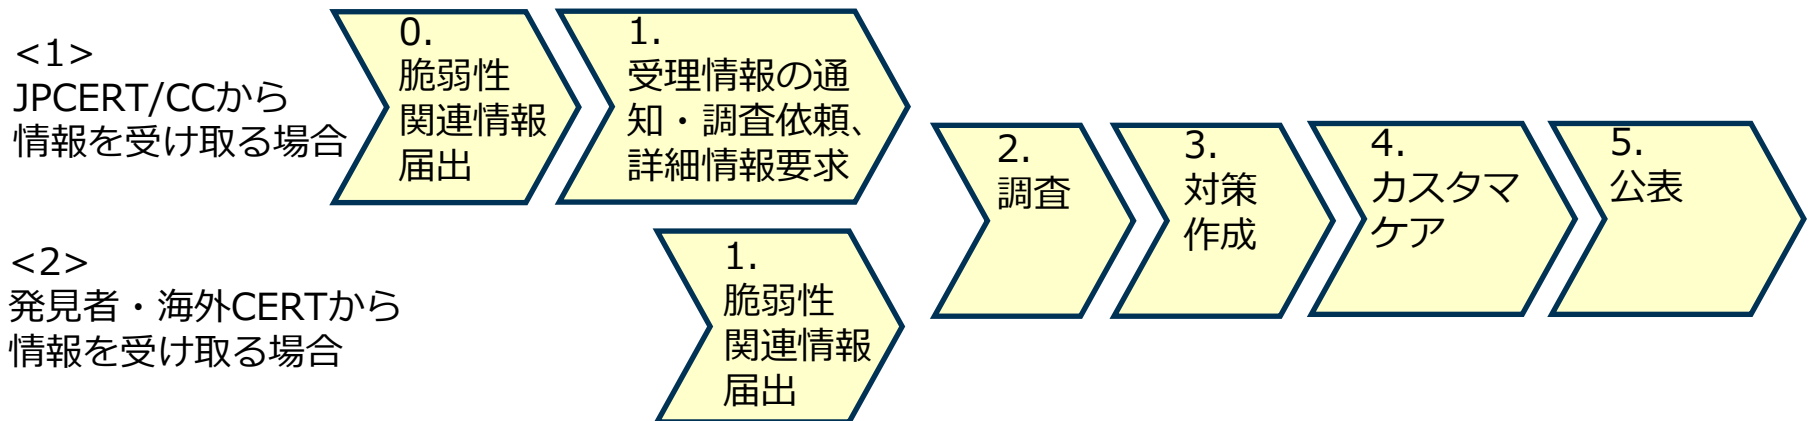 <1>
JPCERT/CCから
情報を受け取る場合
0.
脆弱性
関連情報
届出
1.
受理情報の通
知・調査依頼、
詳細情報要求
<2>
発見者・海外CERTから
情報を受け取る場合
1.
脆弱性
関連情報
届出
2.
調査
3.
対策
作成
4.
カスタマ
ケア
5.
公表